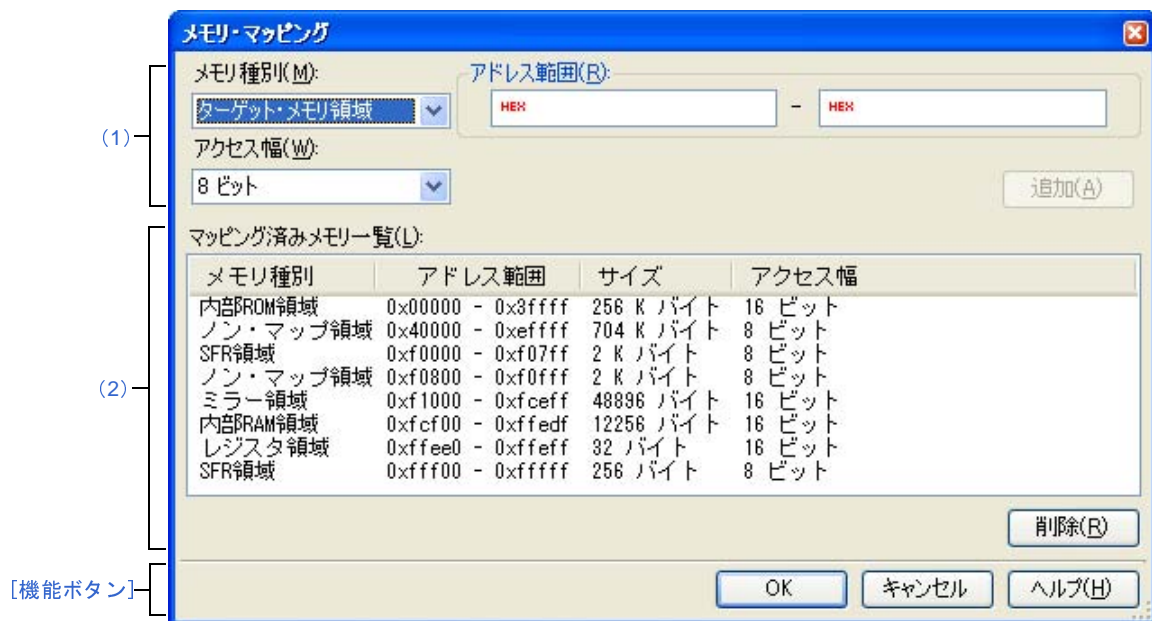 メモリ・マッピング
メモリ種別(M):
アドレス範囲(R):
ターゲット・メモリ領域
HEX - HEX
(1)
アクセス幅(W):
8 ビット
追加(A)
マッピング済みメモリ一覧(L):
メモリ種別 アドレス範囲 サイズ アクセス幅
内部ROM領域 0x00000 - 0x3ffff 256 K バイト 16 ビット
ノン・マップ領域 0x40000 - 0xeffff 704 K バイト 8 ビット
SFR領域 0xf0000 - 0xf07ff 2 K バイト 8 ビット
ノン・マップ領域 0xf0800 - 0xf0fff 2 K バイト 8 ビット
(2)
ミラー領域 0xf1000 - 0xfceff 48896 バイト 16 ビット
内部RAM領域 0xfcf00 - 0xffedf 12256 バイト 16 ビット
レジスタ領域 0xffee0 - 0xffeff 32 バイト 16 ビット
SFR領域 0xfff00 - 0xfffff 256 バイト 8 ビット
削除(R)
[機能ボタン]
OK キャンセル ヘルプ(H)